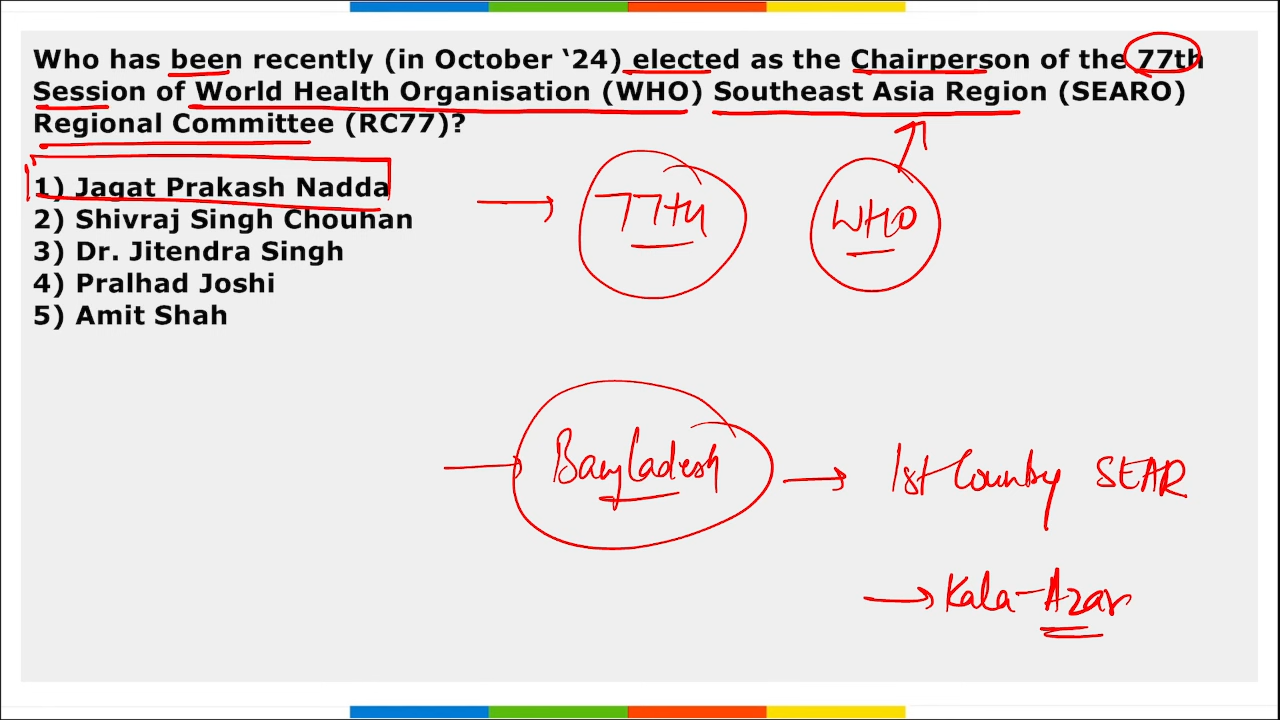 Who has been recently (in October ‘24) elected as the Chairperson of the 77th
Session of World Health Organisation (WHO) Southeast Asia Region (SEARO)
Regional Committee (RC77)?
1) Jagat Prakash Nadda
2) Shivraj Singh Chouhan
3) Dr. Jitendra Singh
4) Pralhad Joshi
5) Amit Shah
77th
WHO
Bangladesh
1st Country SEAR
Kala-Azar